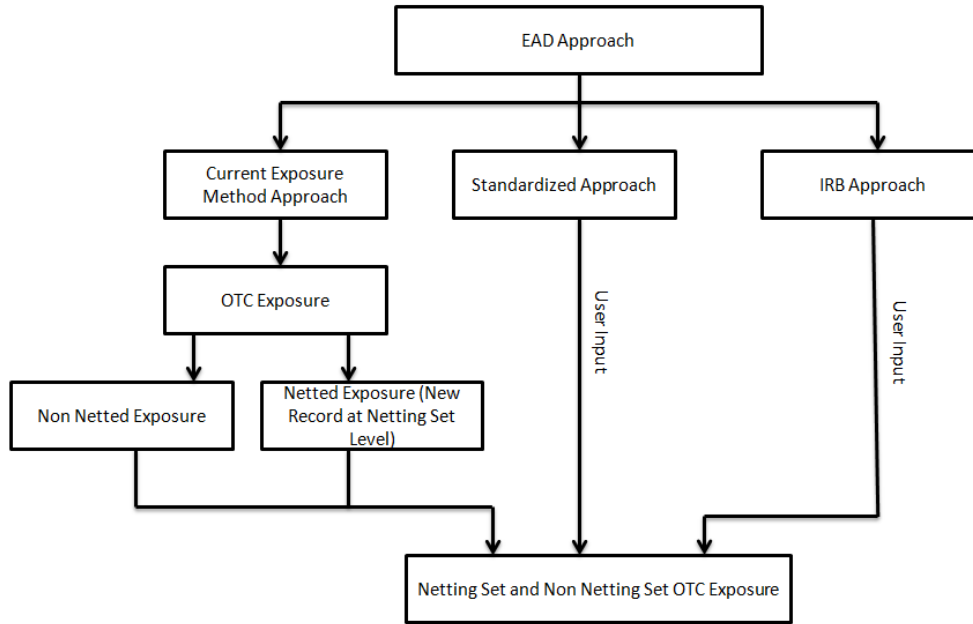 EAD Approach
Current Exposure
Method Approach
Standardized Approach
IRB Approach
OTC Exposure
User Input
User Input
Non Netted Exposure
Netted Exposure (New
Record at Netting Set
Level)
Netting Set and Non Netting Set OTC Exposure